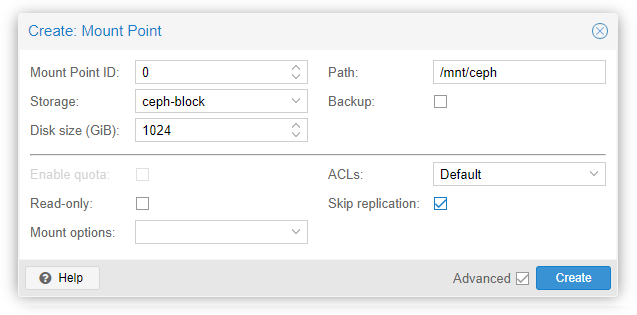 Create: Mount Point
Mount Point ID: 0 Path: /mnt/ceph
Storage: ceph-block Backup:
Disk size (GiB): 1024
Enable quota: ACLs: Default
Read-only: Skip replication:
Mount options:
Help Advanced Create